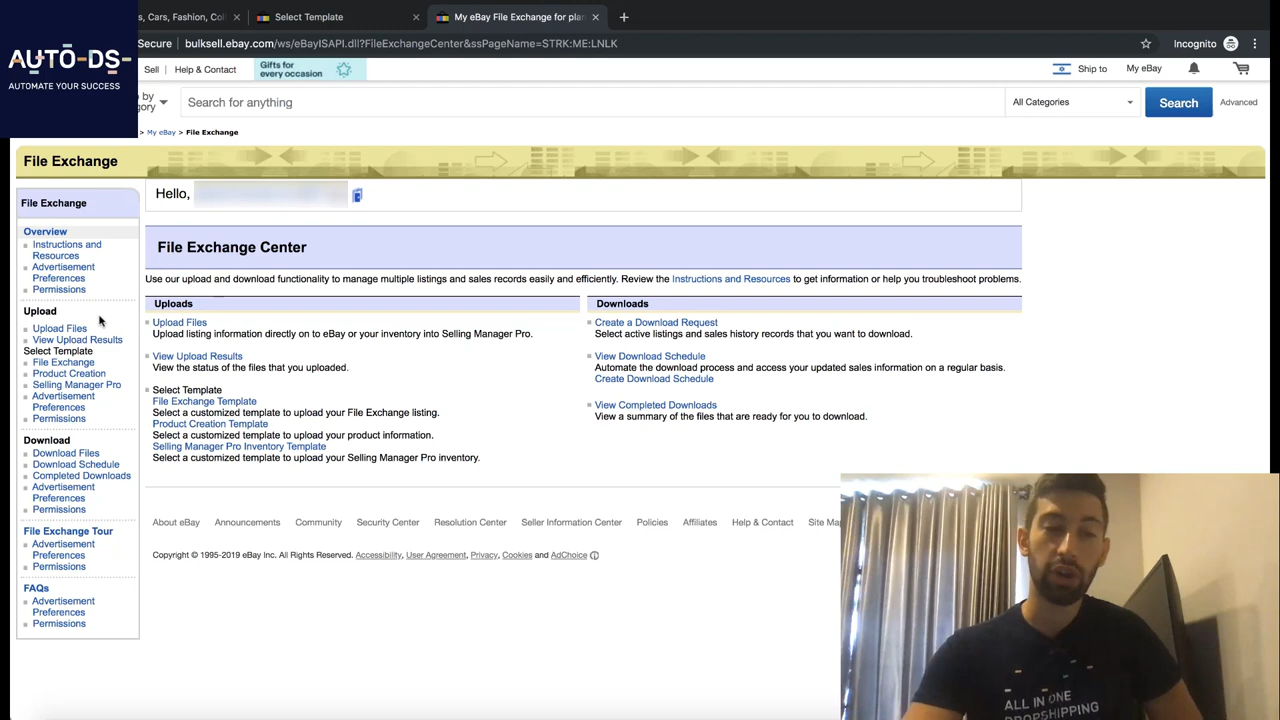 s, Cars, Fashion, Col
Select Template
My eBay File Exchange for plan
AUTO-DS-
AUTOMATE YOUR SUCCESS
Secure bulksell.ebay.com/ws/eBayISAPI.dll?FileExchangeCenter&ssPageName=STRK:ME:LNLK
Incognito
Sell Help & Contact
Gifts for
every occasion
Ship to My eBay
by
gory
Search for anything
All Categories
Search
Advanced
> My eBay > File Exchange
File Exchange
File Exchange
Overview
Instructions and
Resources
Advertisement
Preferences
Permissions
Upload
Upload Files
View Upload Results
Select Template
File Exchange
Product Creation
Selling Manager Pro
Advertisement
Preferences
Permissions
Download
Download Files
Download Schedule
Completed Downloads
Advertisement
Preferences
Permissions
File Exchange Tour
Advertisement
Preferences
Permissions
FAQs
Advertisement
Preferences
Permissions
Hello,
File Exchange Center
Use our upload and download functionality to manage multiple listings and sales records easily and efficiently. Review the Instructions and Resources to get information or help you troubleshoot problems.
Uploads
Upload Files
Upload listing information directly on to eBay or your inventory into Selling Manager Pro.
View Upload Results
View the status of the files that you uploaded.
Select Template
File Exchange Template
Select a customized template to upload your File Exchange listing.
Product Creation Template
Select a customized template to upload your product information.
Selling Manager Pro Inventory Template
Select a customized template to upload your Selling Manager Pro inventory.
Downloads
Create a Download Request
Select active listings and sales history records that you want to download.
View Download Schedule
Automate the download process and access your updated sales information on a regular basis.
Create Download Schedule
View Completed Downloads
View a summary of the files that are ready for you to download.
About eBay Announcements Community Security Center Resolution Center Seller Information Center Policies Affiliates Help & Contact Site Ma
Copyright © 1995-2019 eBay Inc. All Rights Reserved. Accessibility, User Agreement, Privacy, Cookies and AdChoice
ALL IN ONE
DROPSHIPPING